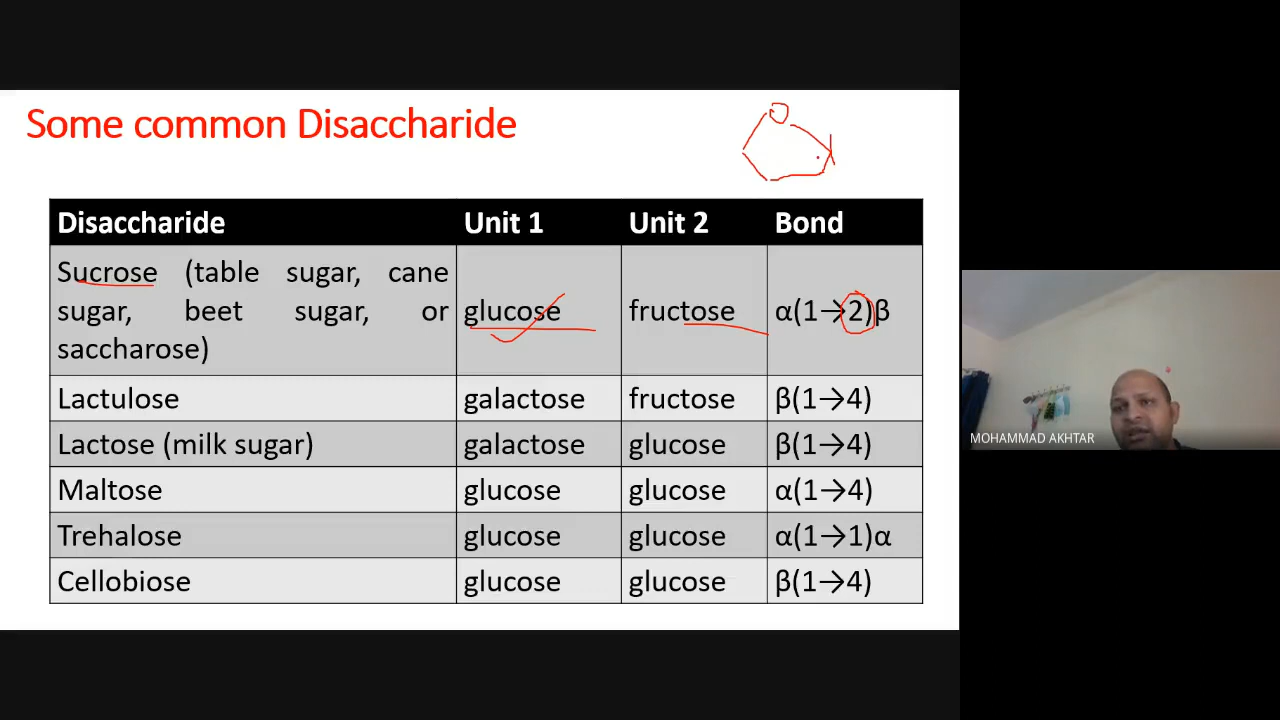 Some common Disaccharide
O
Disaccharide Unit 1 Unit 2 Bond
Sucrose (table sugar, cane
sugar, beet sugar, or
saccharose) glucose fructose α(1→2)β
Lactulose galactose fructose β(1→4)
Lactose (milk sugar) galactose glucose β(1→4)
Maltose glucose glucose α(1→4)
Trehalose glucose glucose α(1→1)α
Cellobiose glucose glucose β(1→4)
MOHAMMAD AKHTAR